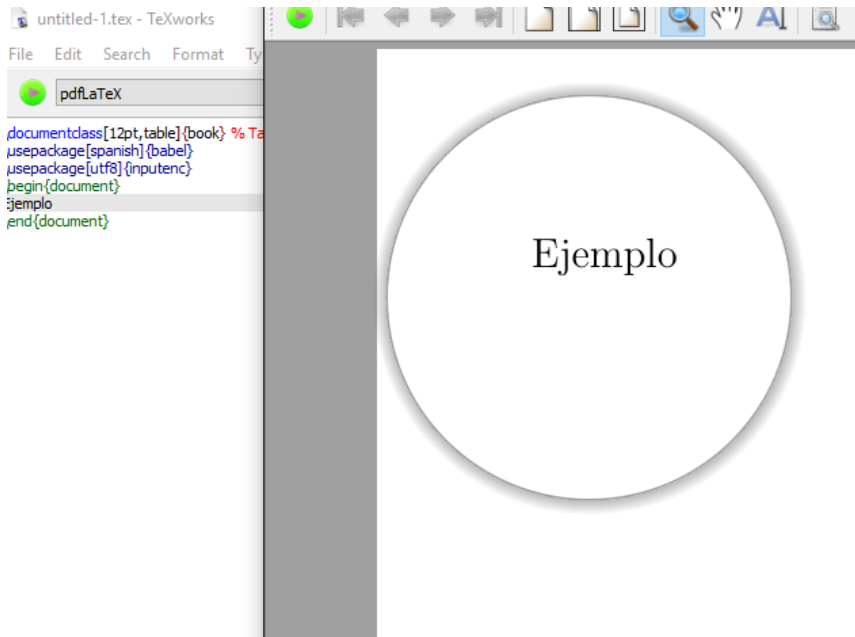 untitled-1.tex - TeXworks
File Edit Search Format Ty
pdfLaTeX
documentclass[12pt,table]{book} % Ta
usepackage[spanish]{babel}
usepackage[utf8]{inputenc}
begin{document}
Ejemplo
end{document}
Ejemplo